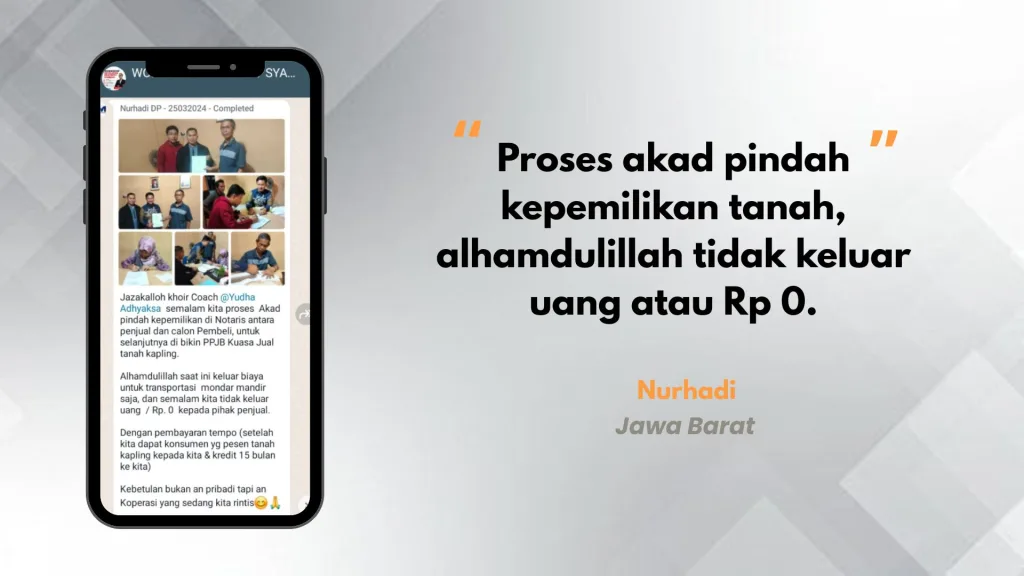 WO
SYA...
Nurhadi DP - 25032024 - Completed
Jazakalloh khoir Coach @Yudha
Adhyaksa semalam kita proses Akad
pindah kepemilikan di Notaris antara
penjual dan calon Pembeli, untuk
selanjutnya di bikin PPJB Kuasa Jual
tanah kapling.
Alhamdulillah saat ini keluar biaya
untuk transportasi mondar mandir
saja, dan semalam kita tidak keluar
uang / Rp. 0 kepada pihak penjual.
Dengan pembayaran tempo (setelah
kita dapat konsumen yg pesen tanah
kapling kepada kita & kredit 15 bulan
ke kita)
Kebetulan bukan an pribadi tapi an
Koperasi yang sedang kita rintis😊🙏
“ Proses akad pindah ”
kepemilikan tanah,
alhamdulillah tidak keluar
uang atau Rp 0.
Nurhadi
Jawa Barat